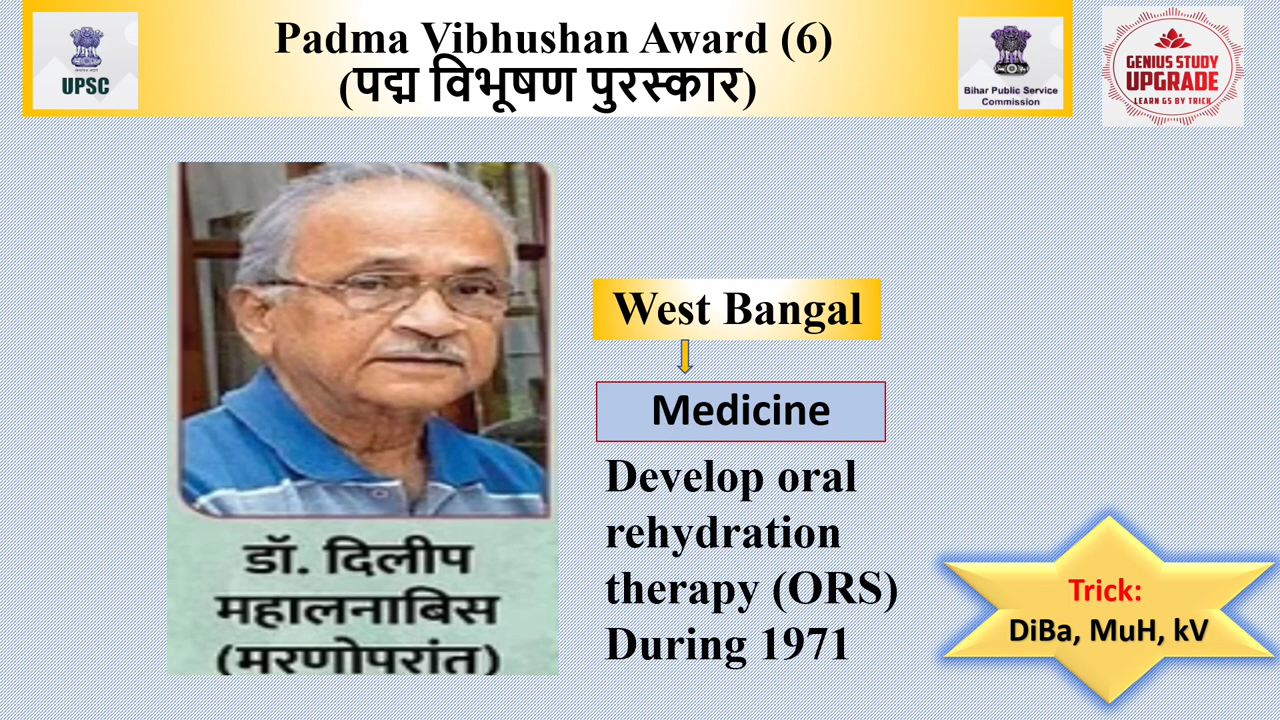 Padma Vibhushan Award (6)
(पद्म विभूषण पुरस्कार)
UPSC
Bihar Public Service
Commission
GENIUS STUDY
UPGRADE
LEARN GS BY TRICK
West Bangal
Medicine
Develop oral
rehydration
therapy (ORS)
During 1971
डॉ. दिलीप
महालनाबिस
(मरणोपरांत)
Trick:
DiBa, MuH, kV